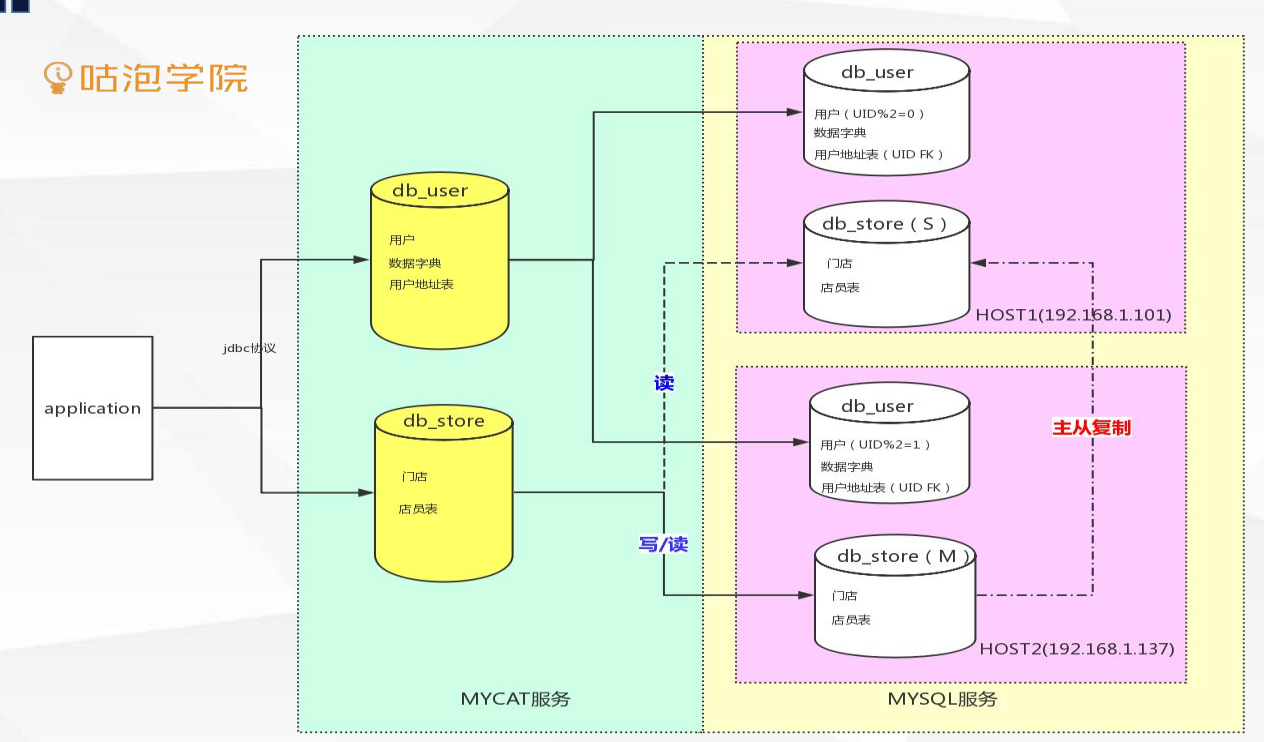 咕泡学院
application
jdbc协议
db_user
用户
数据字典
用户地址表
db_store
门店
店员表
读
写/读
MYCAT服务
db_user
用户（UID%2=0）
数据字典
用户地址表（UID FK）
db_store（S）
门店
店员表
HOST1(192.168.1.101)
主从复制
db_user
用户（UID%2=1）
数据字典
用户地址表（UID FK）
db_store（M）
门店
店员表
HOST2(192.168.1.137)
MYSQL服务